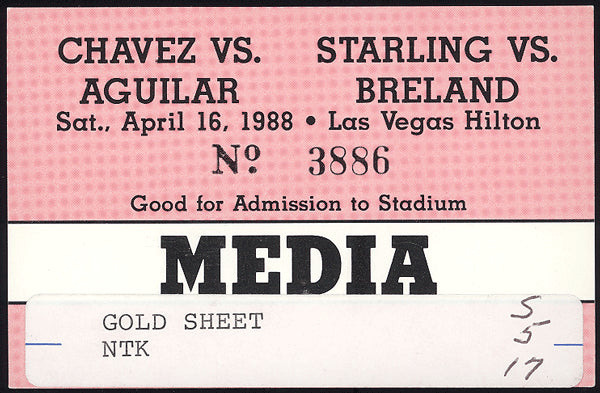 CHAVEZ VS. STARLING VS.
AGUILAR BRELAND
Sat., April 16, 1988 • Las Vegas Hilton
Nº 3886
Good for Admission to Stadium
MEDIA
GOLD SHEET
NTK
S
5
17